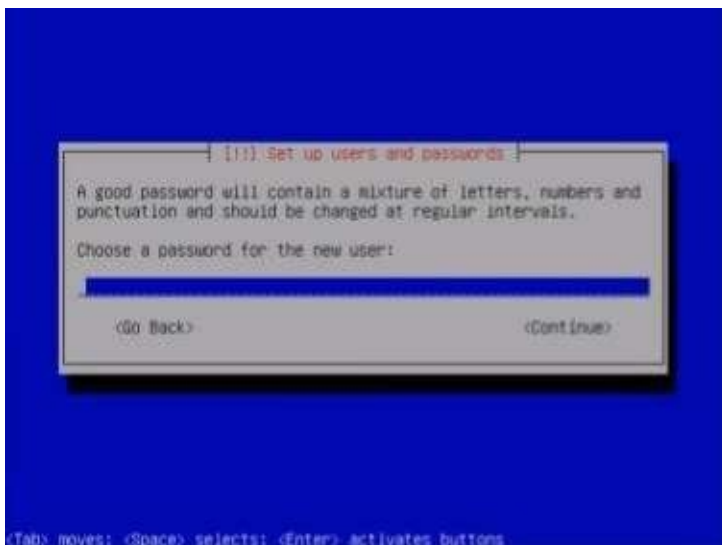 [!!] Set up users and passwords
A good password will contain a mixture of letters, numbers and
punctuation and should be changed at regular intervals.
Choose a password for the new user:
<Go Back> <Continue>
<Tab> moves; <Space> selects; <Enter> activates buttons